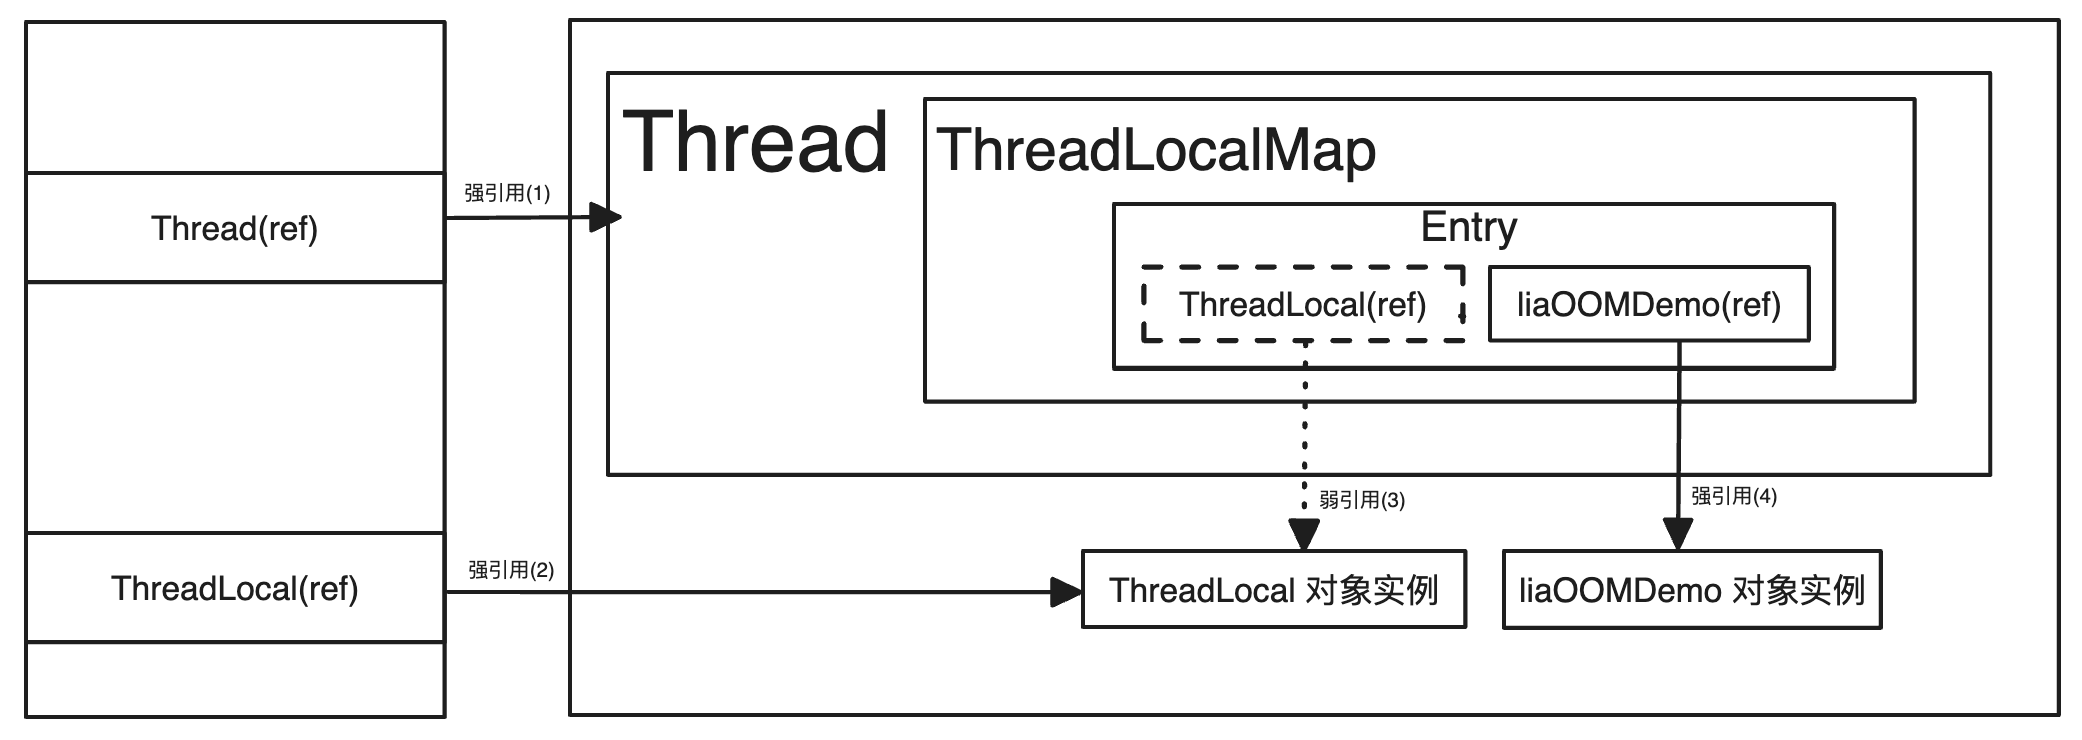 Thread(ref)
强引用(1)
Thread
ThreadLocalMap
Entry
ThreadLocal(ref)
liaOOMDemo(ref)
弱引用(3)
强引用(4)
ThreadLocal(ref)
强引用(2)
ThreadLocal 对象实例
liaOOMDemo 对象实例